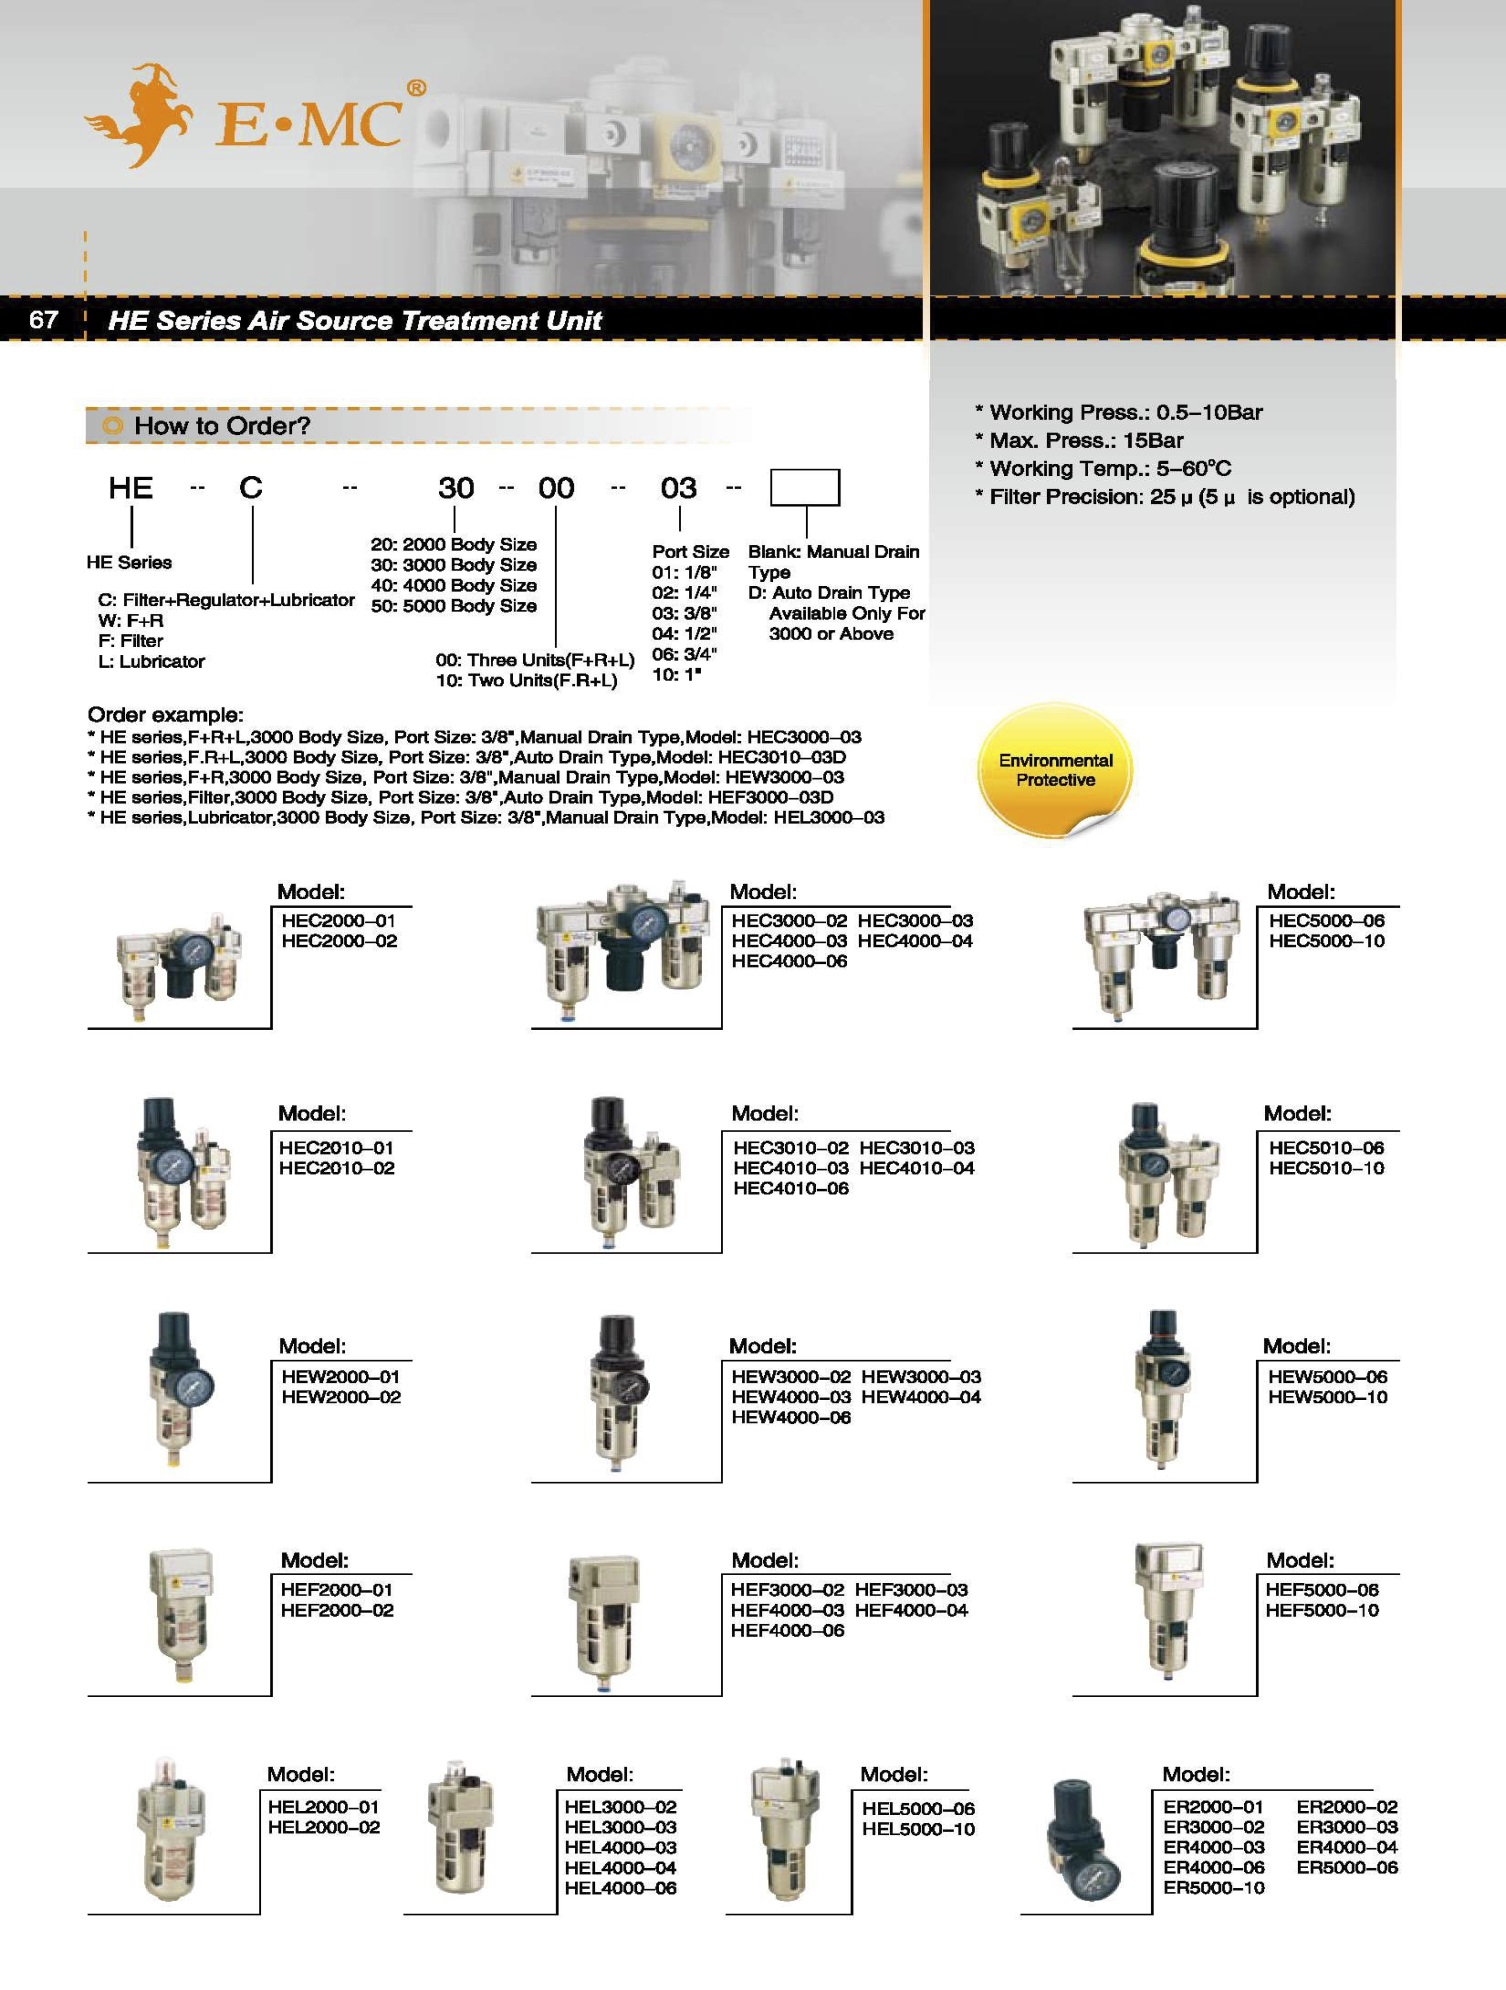 E•MC®
67 HE Series Air Source Treatment Unit
How to Order?
HE -- C -- 30 -- 00 -- 03 --
HE Series
C: Filter+Regulator+Lubricator
W: F+R
F: Filter
L: Lubricator
20: 2000 Body Size
30: 3000 Body Size
40: 4000 Body Size
50: 5000 Body Size
00: Three Units(F+R+L)
10: Two Units(F.R+L)
Port Size
01: 1/8"
02: 1/4"
03: 3/8"
04: 1/2"
06: 3/4"
10: 1"
Blank: Manual Drain
Type
D: Auto Drain Type
Available Only For
3000 or Above
* Working Press.: 0.5–10Bar
* Max. Press.: 15Bar
* Working Temp.: 5–60°C
* Filter Precision: 25 μ (5 μ is optional)
Order example:
* HE series,F+R+L,3000 Body Size, Port Size: 3/8",Manual Drain Type,Model: HEC3000–03
* HE series,F.R+L,3000 Body Size, Port Size: 3/8",Auto Drain Type,Model: HEC3010–03D
* HE series,F+R,3000 Body Size, Port Size: 3/8",Manual Drain Type,Model: HEW3000–03
* HE series,Filter,3000 Body Size, Port Size: 3/8",Auto Drain Type,Model: HEF3000–03D
* HE series,Lubricator,3000 Body Size, Port Size: 3/8",Manual Drain Type,Model: HEL3000–03
Environmental
Protective
Model:
HEC2000–01
HEC2000–02
Model:
HEC3000–02 HEC3000–03
HEC4000–03 HEC4000–04
HEC4000–06
Model:
HEC5000–06
HEC5000–10
Model:
HEC2010–01
HEC2010–02
Model:
HEC3010–02 HEC3010–03
HEC4010–03 HEC4010–04
HEC4010–06
Model:
HEC5010–06
HEC5010–10
Model:
HEW2000–01
HEW2000–02
Model:
HEW3000–02 HEW3000–03
HEW4000–03 HEW4000–04
HEW4000–06
Model:
HEW5000–06
HEW5000–10
Model:
HEF2000–01
HEF2000–02
Model:
HEF3000–02 HEF3000–03
HEF4000–03 HEF4000–04
HEF4000–06
Model:
HEF5000–06
HEF5000–10
Model:
HEL2000–01
HEL2000–02
Model:
HEL3000–02
HEL3000–03
HEL4000–03
HEL4000–04
HEL4000–06
Model:
HEL5000–06
HEL5000–10
Model:
ER2000–01 ER2000–02
ER3000–02 ER3000–03
ER4000–03 ER4000–04
ER4000–06 ER5000–06
ER5000–10